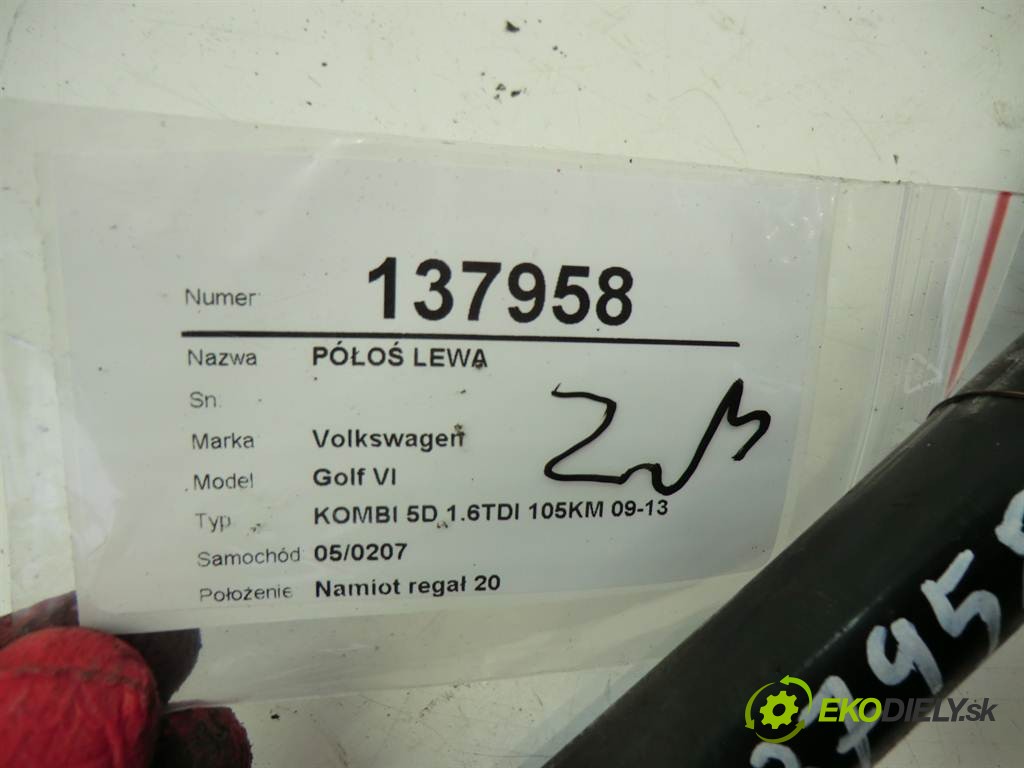 Numer: 137958
Nazwa PÓŁOŚ LEWA
Sn.
Marka Volkswagen
Model Golf VI
Typ KOMBI 5D 1.6TDI 105KM 09-13
Samochód 05/0207
Położenie Namiot regał 20
795
EKODIELY.sk